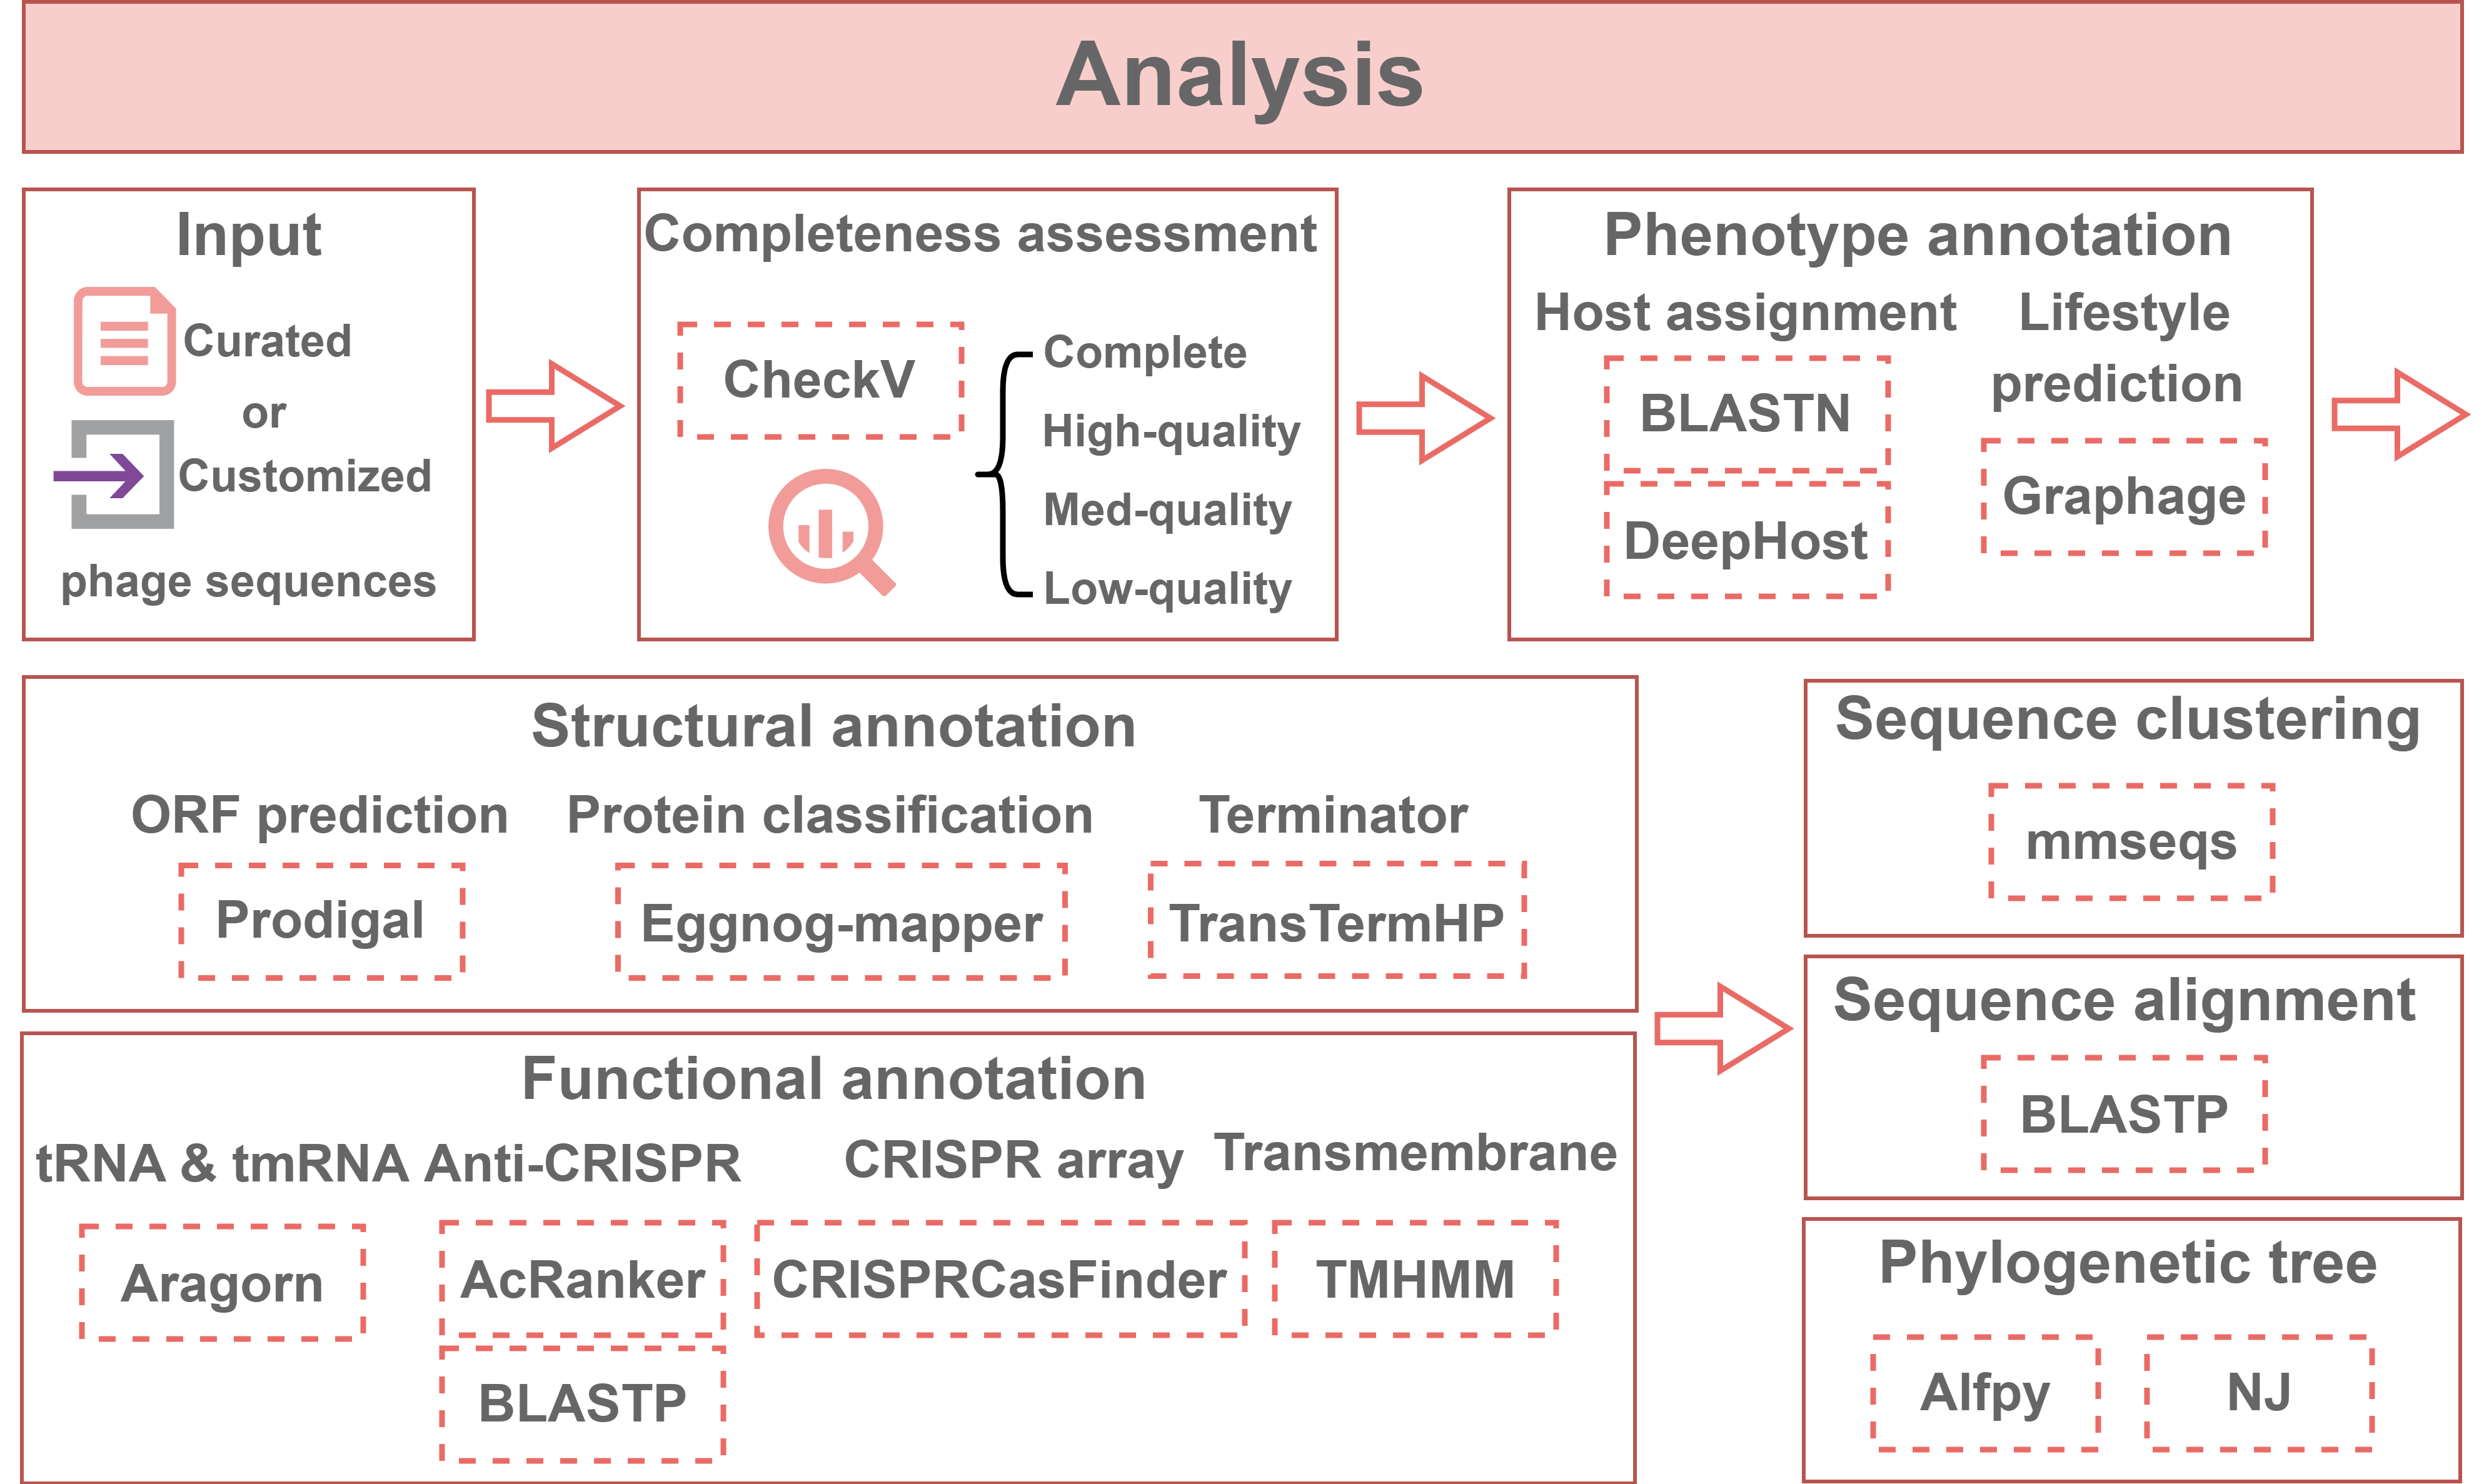 Analysis
Input
Curated
or
Customized
phage sequences
Completeness assessment
CheckV
Complete
High-quality
Med-quality
Low-quality
Phenotype annotation
Host assignment
BLASTN
DeepHost
Lifestyle
prediction
Graphage
Structural annotation
ORF prediction
Prodigal
Protein classification
Eggnog-mapper
Terminator
TransTermHP
Functional annotation
tRNA & tmRNA
Aragorn
Anti-CRISPR
AcRanker
BLASTP
CRISPR array
CRISPRCasFinder
Transmembrane
TMHMM
Sequence clustering
mmseqs
Sequence alignment
BLASTP
Phylogenetic tree
Alfpy
NJ